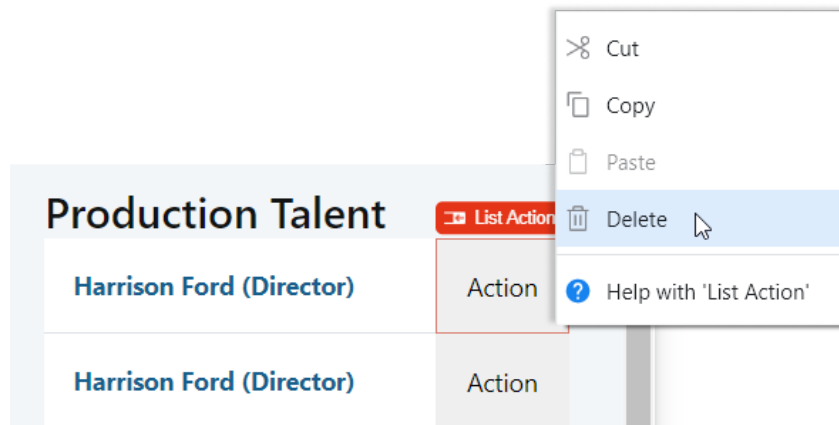 Cut
Copy
Paste
Delete
Help with 'List Action'
Production Talent
List Action
Harrison Ford (Director)
Action
Harrison Ford (Director)
Action